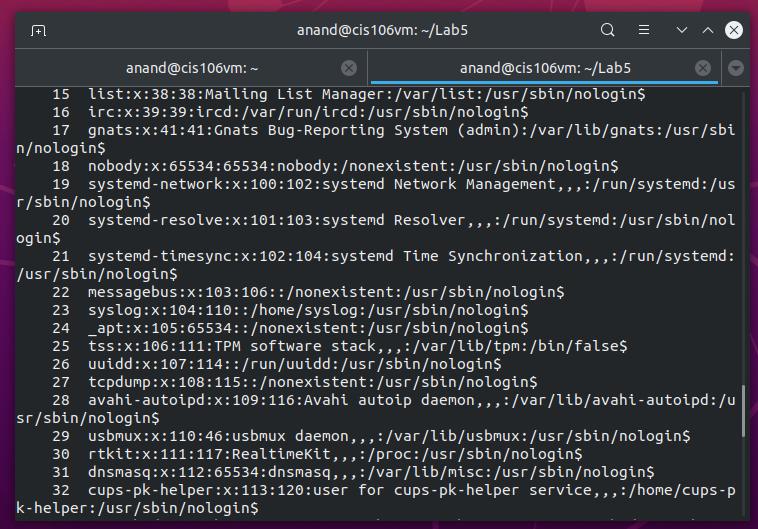 anand@cis106vm: ~/Lab5
anand@cis106vm: ~
anand@cis106vm: ~/Lab5
15 list:x:38:38:Mailing List Manager:/var/list:/usr/sbin/nologin$
16 irc:x:39:39:ircd:/var/run/ircd:/usr/sbin/nologin$
17 gnats:x:41:41:Gnats Bug-Reporting System (admin):/var/lib/gnats:/usr/sbi
n/nologin$
18 nobody:x:65534:65534:nobody:/nonexistent:/usr/sbin/nologin$
19 systemd-network:x:100:102:systemd Network Management,,,:/run/systemd:/us
r/sbin/nologin$
20 systemd-resolve:x:101:103:systemd Resolver,,,:/run/systemd:/usr/sbin/nol
ogin$
21 systemd-timesync:x:102:104:systemd Time Synchronization,,,:/run/systemd:
/usr/sbin/nologin$
22 messagebus:x:103:106::/nonexistent:/usr/sbin/nologin$
23 syslog:x:104:110::/home/syslog:/usr/sbin/nologin$
24 _apt:x:105:65534::/nonexistent:/usr/sbin/nologin$
25 tss:x:106:111:TPM software stack,,,:/var/lib/tpm:/bin/false$
26 uuidd:x:107:114::/run/uuidd:/usr/sbin/nologin$
27 tcpdump:x:108:115::/nonexistent:/usr/sbin/nologin$
28 avahi-autoipd:x:109:116:Avahi autoip daemon,,,:/var/lib/avahi-autoipd:/u
sr/sbin/nologin$
29 usbmux:x:110:46:usbmux daemon,,,:/var/lib/usbmux:/usr/sbin/nologin$
30 rtkit:x:111:117:RealtimeKit,,,:/proc:/usr/sbin/nologin$
31 dnsmasq:x:112:65534:dnsmasq,,,:/var/lib/misc:/usr/sbin/nologin$
32 cups-pk-helper:x:113:120:user for cups-pk-helper service,,,:/home/cups-p
k-helper:/usr/sbin/nologin$